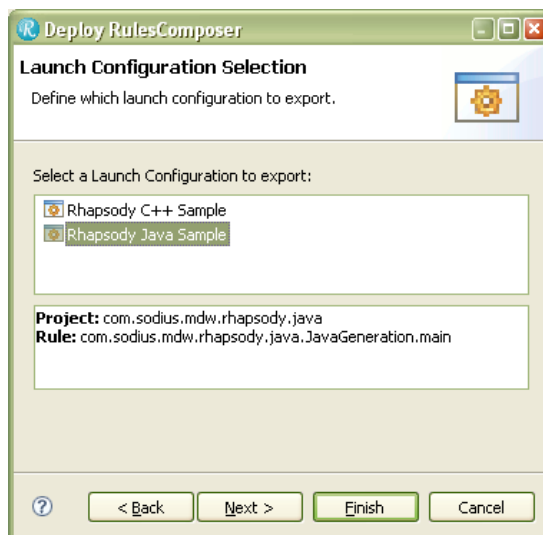 Deploy RulesComposer
Launch Configuration Selection
Define which launch configuration to export.
Select a Launch Configuration to export:
Rhapsody C++ Sample
Rhapsody Java Sample
Project: com.sodius.mdw.rhapsody.java
Rule: com.sodius.mdw.rhapsody.java.JavaGeneration.main
? < Back Next > Finish Cancel